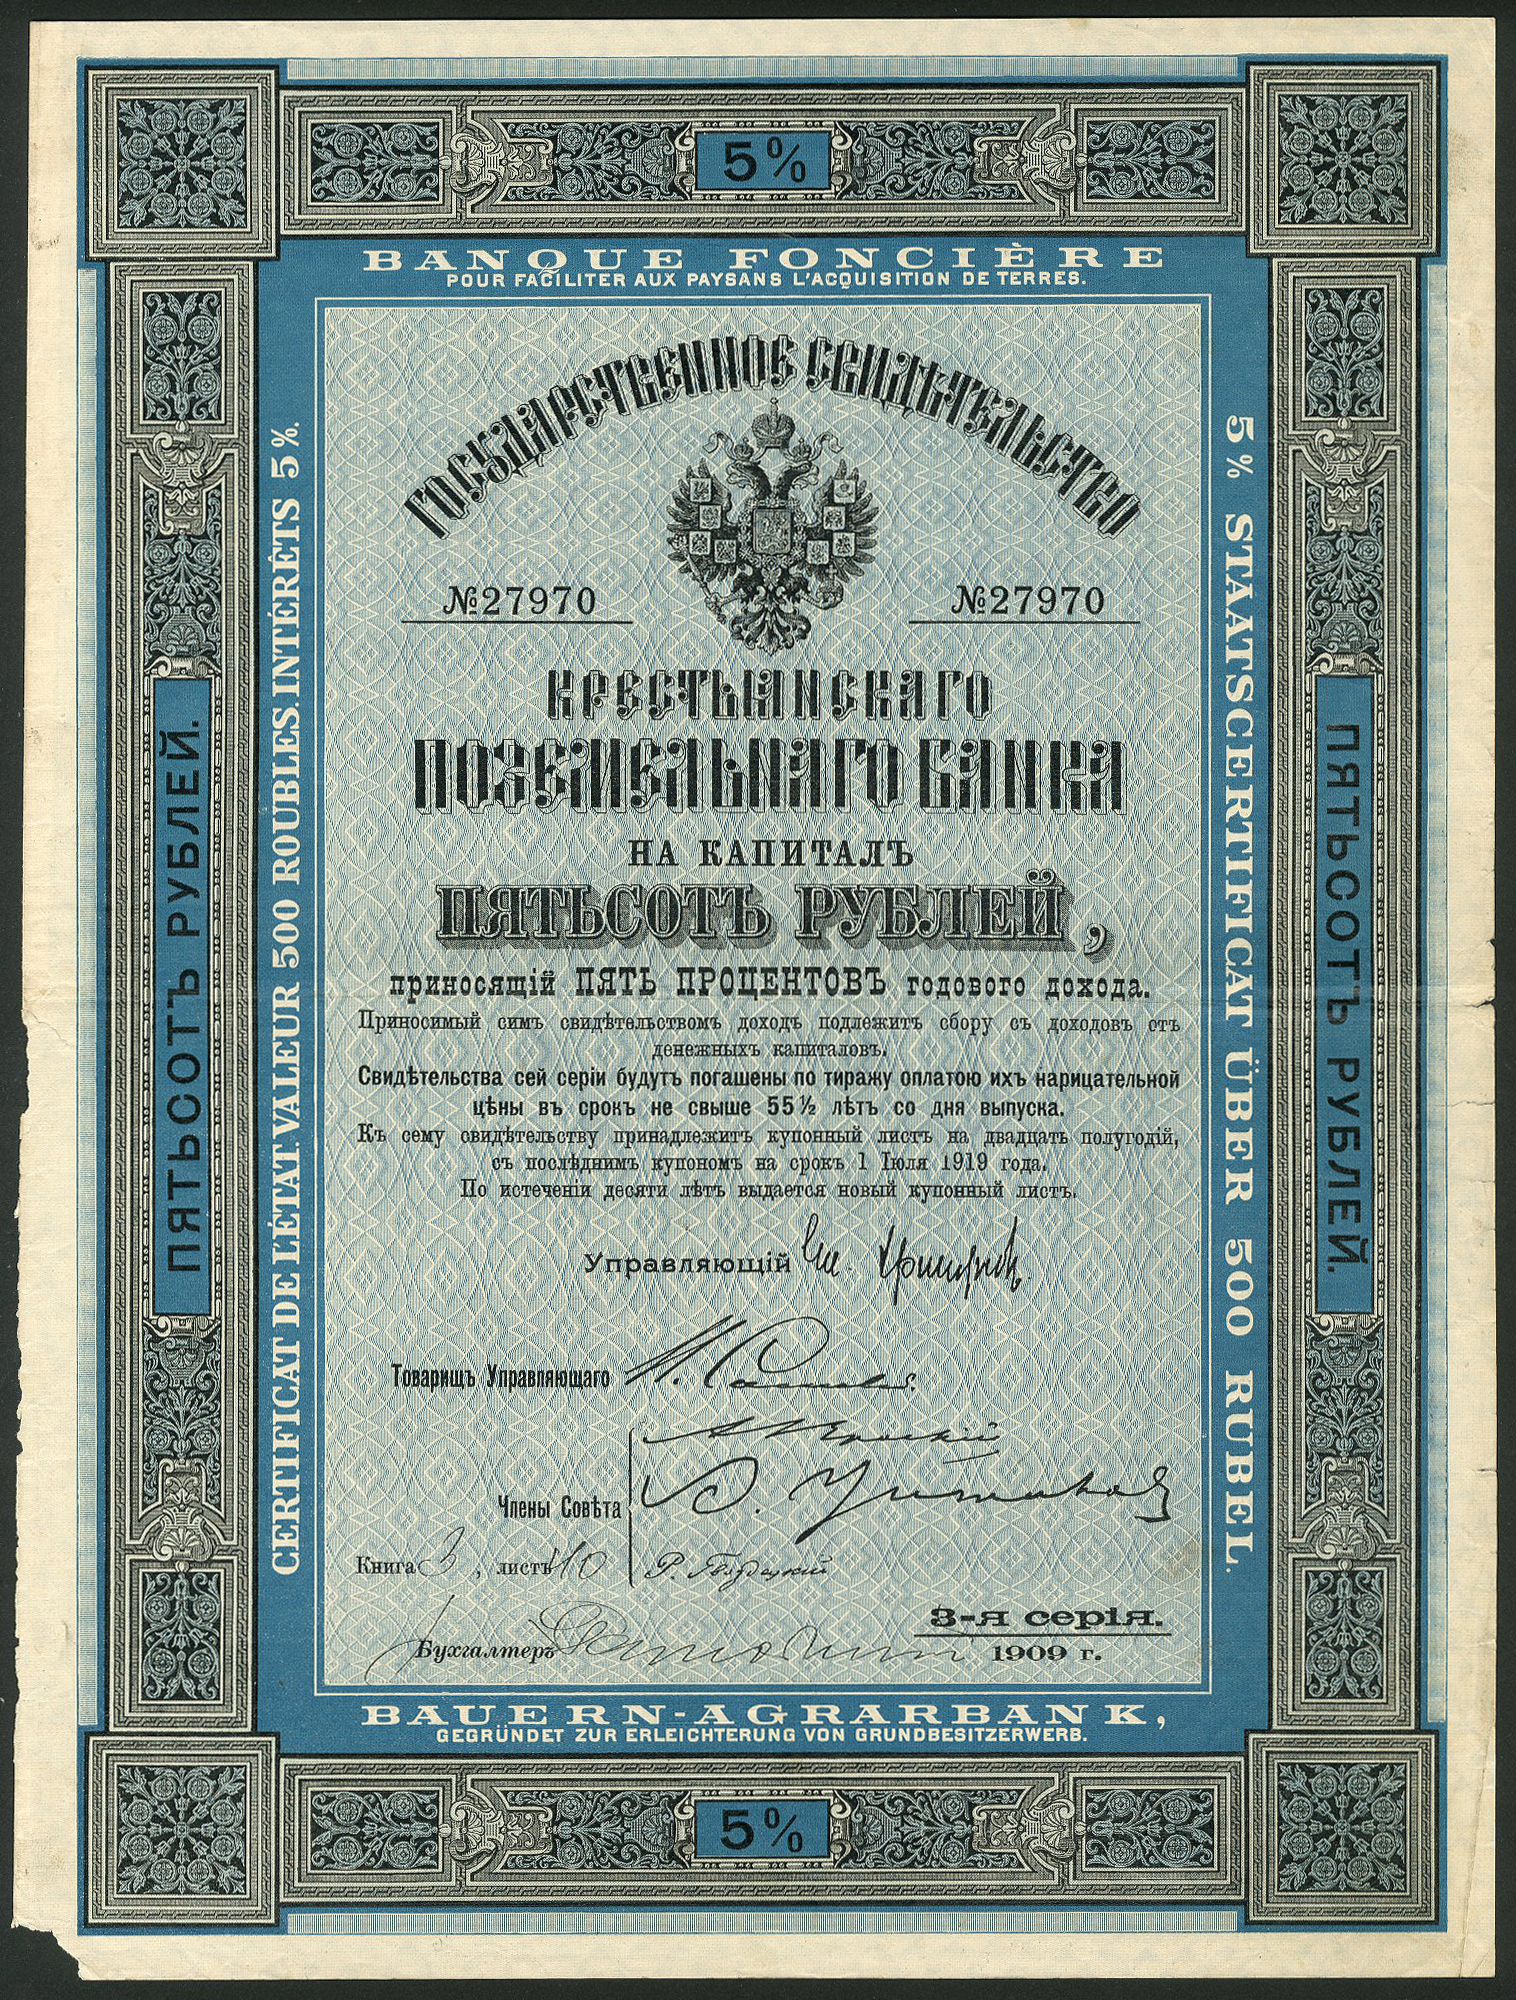 5%
BANQUE FONCIÈRE
POUR FAÇILITER AUX PAYSANS L'ACQUISITION DE TERRES.
ГОСУДАРСТВЕННОЕ СВИДѢТЕЛЬСТВО
№27970
№27970
КРЕСТЬЯНСКАГО
ПОЗЕМЕЛЬНАГО БАНКА
НА КАПИТАЛЪ
ПЯТЬСОТЪ РУБЛЕЙ,
приносящій ПЯТЬ ПРОЦЕНТОВЪ годового дохода.
Приносимый симъ свидѣтельствомъ доходъ подлежитъ сбору съ доходовъ отъ
денежныхъ капиталовъ.
Свидѣтельства сей серіи будутъ погашены по тиражу оплатою ихъ нарицательной
цѣны въ срокъ не свыше 55½ лѣтъ со дня выпуска.
Къ сему свидѣтельству принадлежитъ купонный листъ на двадцать полугодій,
съ послѣднимъ купономъ на срокъ 1 Іюля 1919 года.
По истеченіи десяти лѣтъ выдается новый купонный листъ.
Управляющій
Товарищъ Управляющаго
Члены Совѣта
Книга 3, листъ 110
Бухгалтеръ
3-я серія.
1909 г.
BAUERN-AGRARBANK,
GEGRÜNDET ZUR ERLEICHTERUNG VON GRUNDBESITZERWERB.
5%
ПЯТЬСОТЪ РУБЛЕЙ.
CERTIFICAT DE L'ÉTAT. VALEUR 500 ROUBLES. INTÉRÊTS 5%.
5% STAATSCERTIFICAT ÜBER 500 RUBEL.
ПЯТЬСОТЪ РУБЛЕЙ.